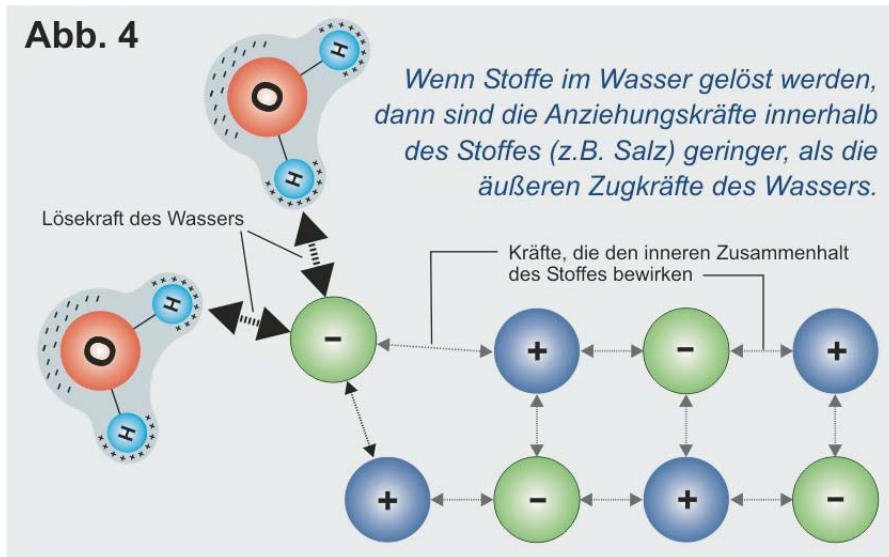 Abb. 4
Wenn Stoffe im Wasser gelöst werden,
dann sind die Anziehungskräfte innerhalb
des Stoffes (z.B. Salz) geringer, als die
äußeren Zugkräfte des Wassers.
H
O
H
Lösekraft des Wassers
Kräfte, die den inneren Zusammenhalt
des Stoffes bewirken
H
O
H
- + - +
+ - + -